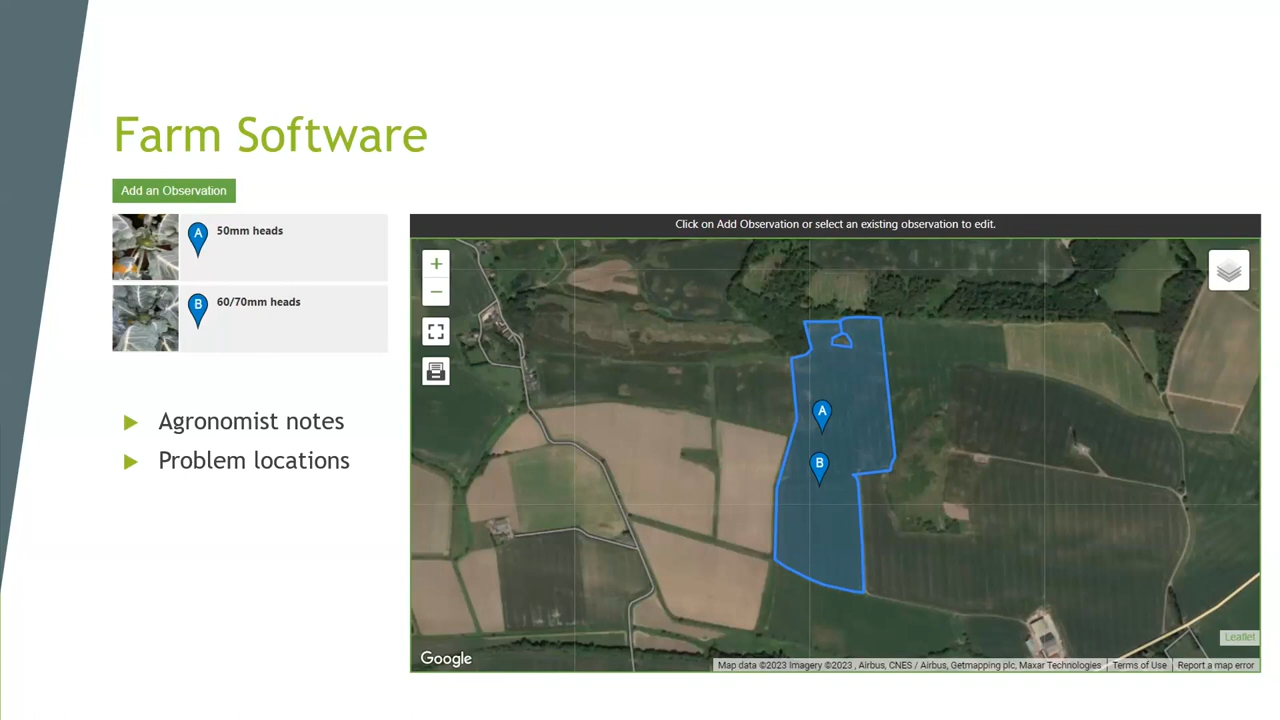 Farm Software
Add an Observation
A
50mm heads
B
60/70mm heads
Agronomist notes
Problem locations
Click on Add Observation or select an existing observation to edit.
+
−
A
B
Leaflet
Google
Map data ©2023 Imagery ©2023 , Airbus, CNES / Airbus, Getmapping plc, Maxar Technologies
Terms of Use
Report a map error